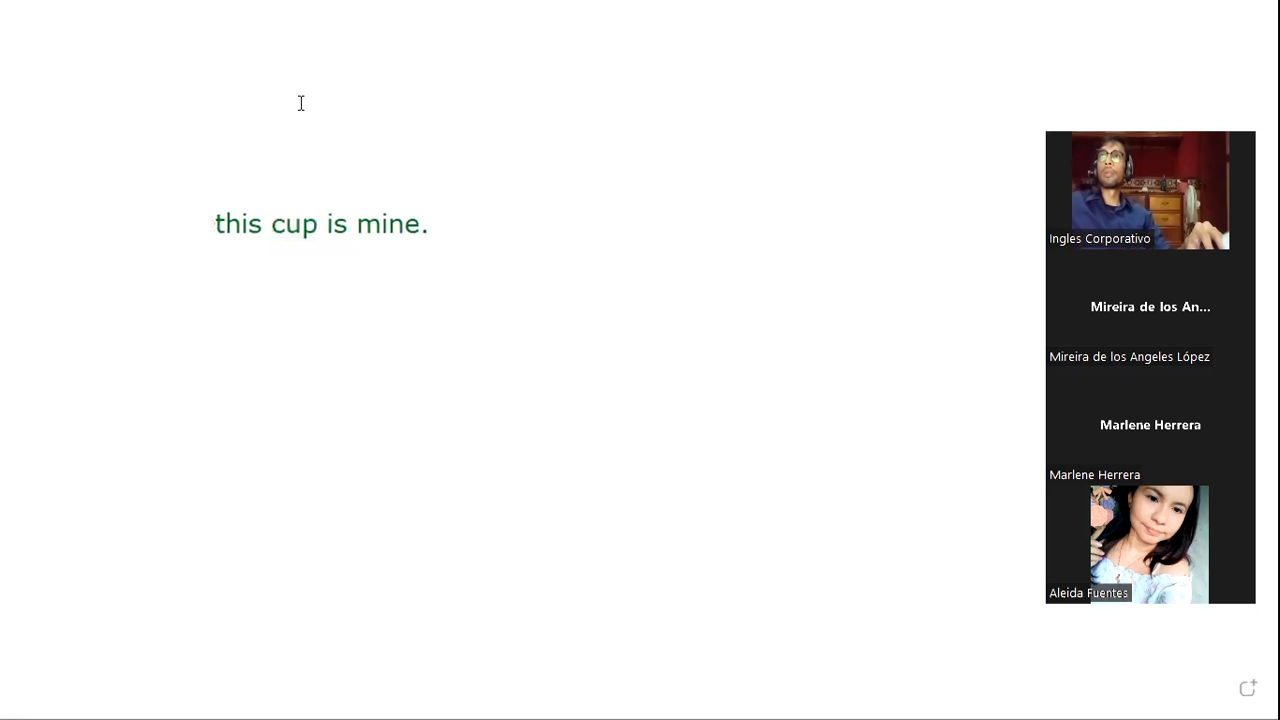 this cup is mine.
Ingles Corporativo
Mireira de los An...
Mireira de los Angeles López
Marlene Herrera
Marlene Herrera
Aleida Fuentes